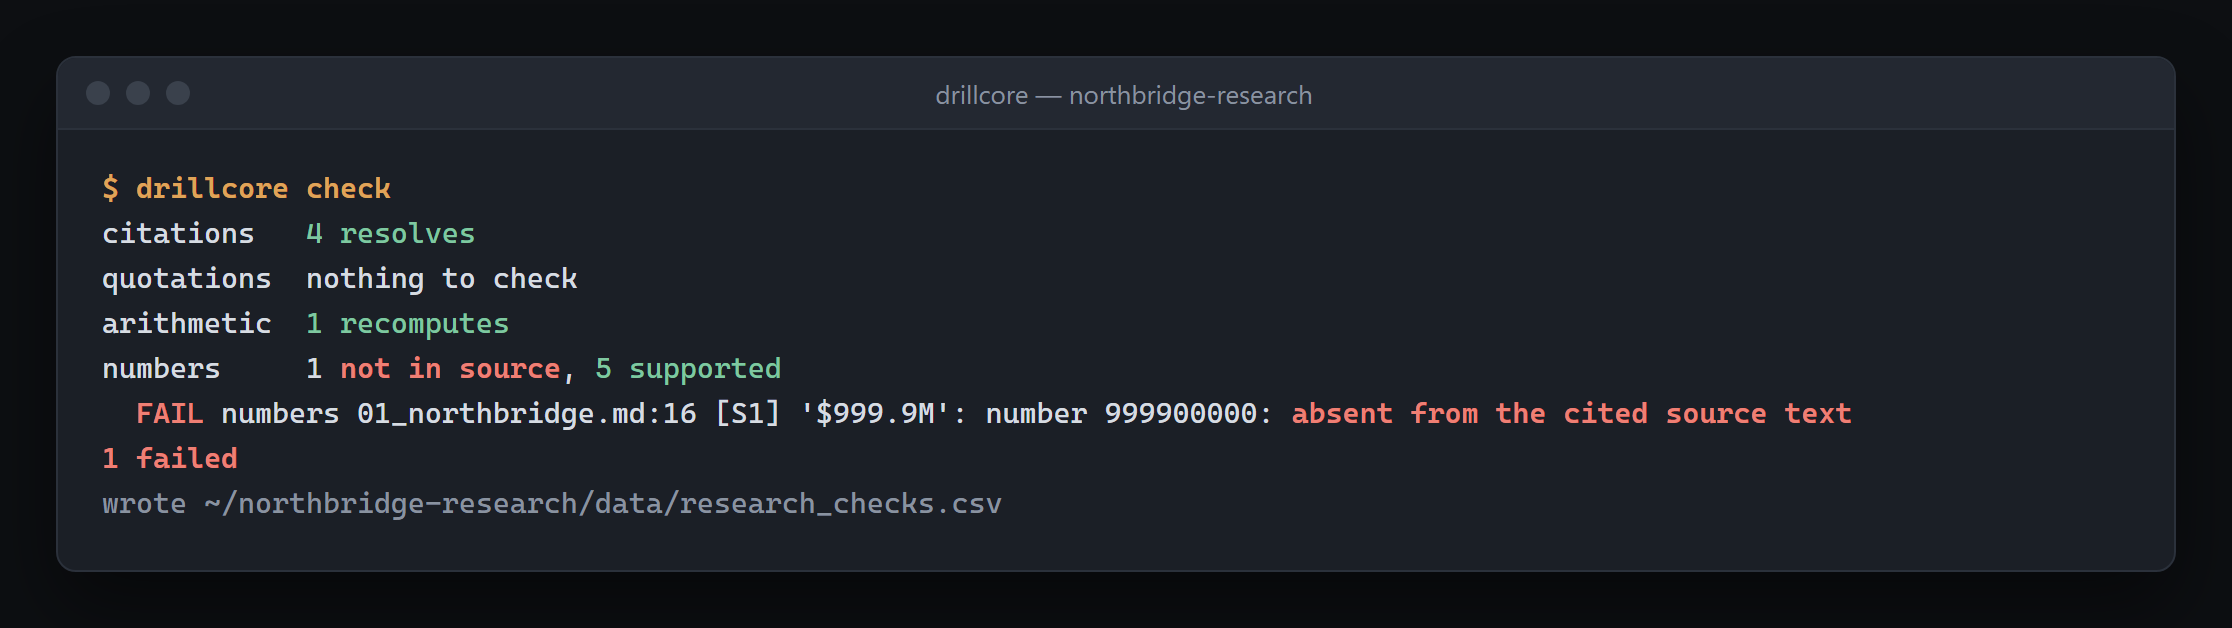 drillcore — northbridge-research
$ drillcore check
citations   4 resolves
quotations  nothing to check
arithmetic  1 recomputes
numbers     1 not in source, 5 supported
  FAIL numbers 01_northbridge.md:16 [S1] '$999.9M': number 999900000: absent from the cited source text
1 failed
wrote ~/northbridge-research/data/research_checks.csv